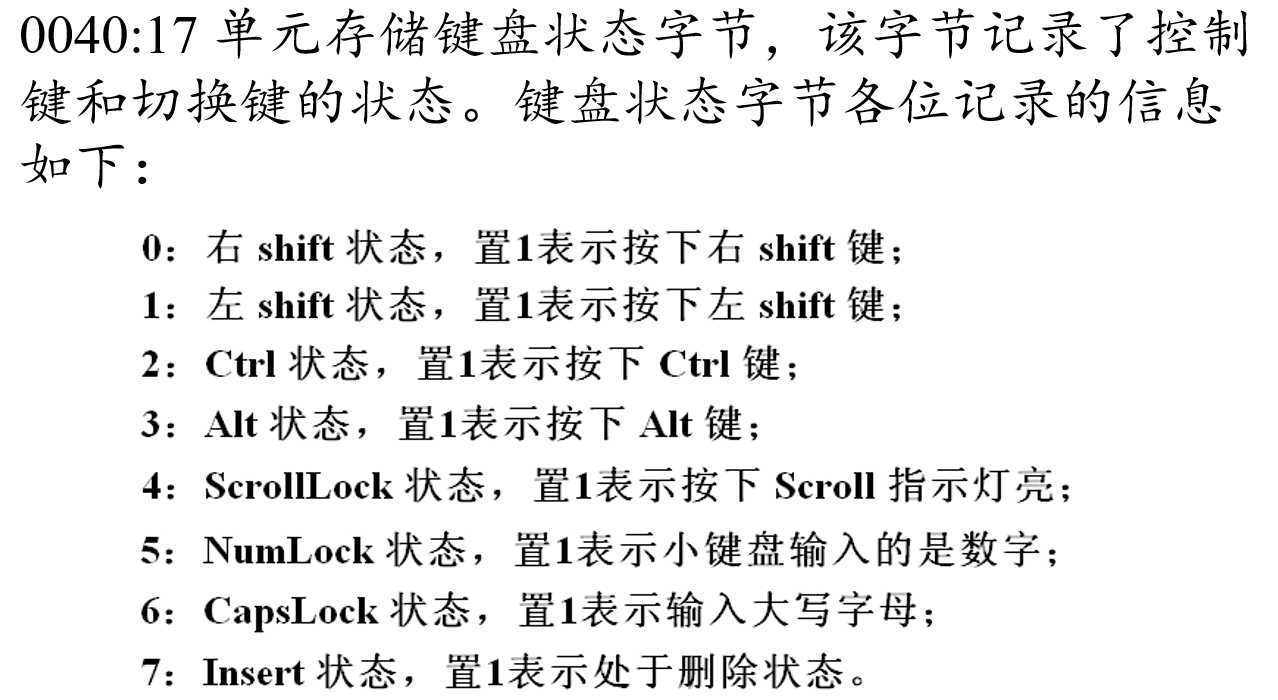 0040:17 单元存储键盘状态字节，该字节记录了控制
键和切换键的状态。键盘状态字节各位记录的信息
如下：
0：右 shift 状态，置1表示按下右 shift 键；
1：左 shift 状态，置1表示按下左 shift 键；
2：Ctrl 状态，置1表示按下 Ctrl 键；
3：Alt 状态，置1表示按下 Alt 键；
4：ScrollLock 状态，置1表示按下 Scroll 指示灯亮；
5：NumLock 状态，置1表示小键盘输入的是数字；
6：CapsLock 状态，置1表示输入大写字母；
7：Insert 状态，置1表示处于删除状态。